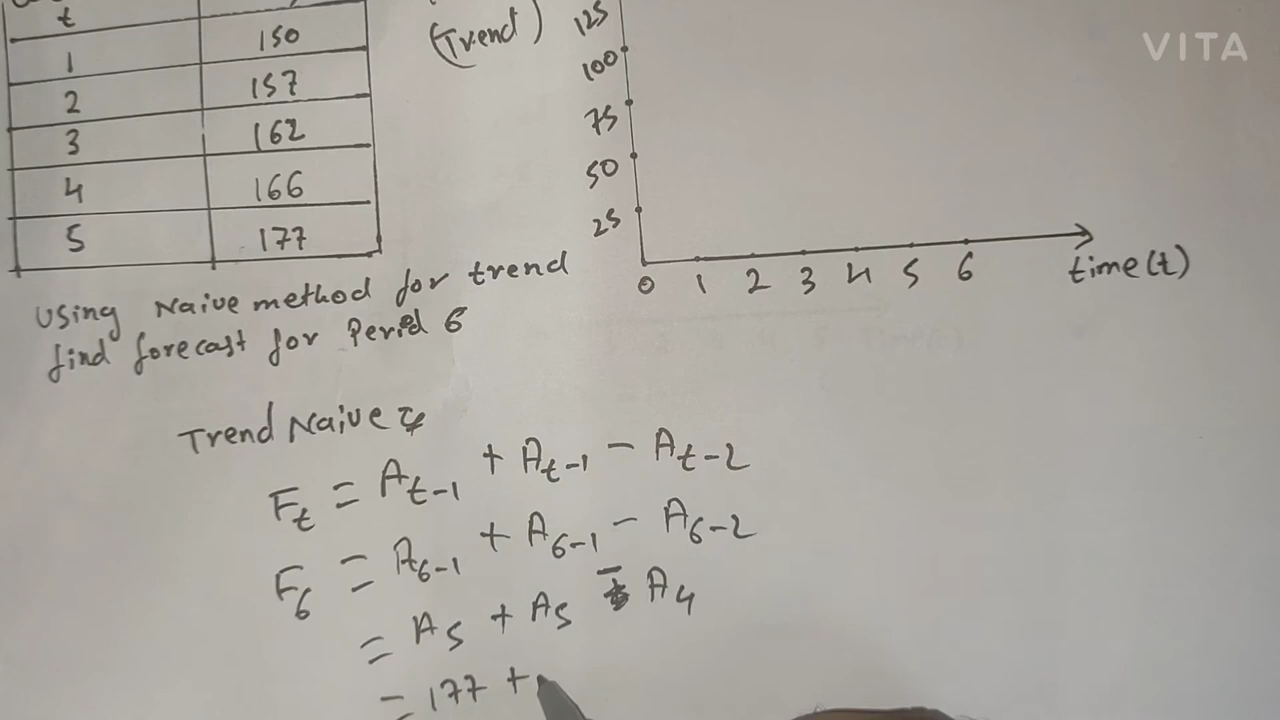 t
1 150
2 157
3 162
4 166
5 177
Using Naive method for trend
find forecast for Period 6
(Trend)
125
100
75
50
25
0 1 2 3 4 5 6
time(t)
VITA
Trend Naive
Ft = At-1 + At-1 - At-2
F6 = A6-1 + A6-1 - A6-2
= A5 + A5 - A4
= 177 +